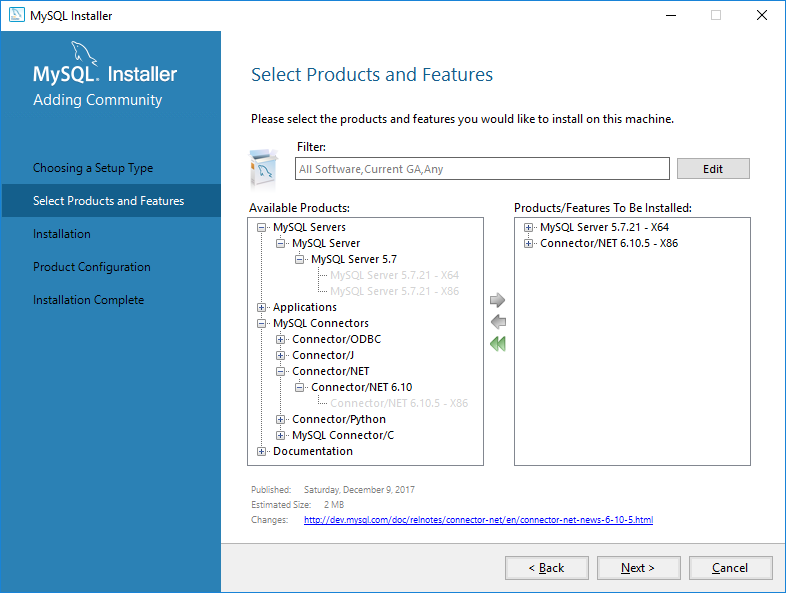 MySQL Installer
MySQL. Installer
Adding Community
Choosing a Setup Type
Select Products and Features
Installation
Product Configuration
Installation Complete
Select Products and Features
Please select the products and features you would like to install on this machine.
Filter:
All Software,Current GA,Any
Edit
Available Products:
MySQL Servers
MySQL Server
MySQL Server 5.7
MySQL Server 5.7.21 - X64
MySQL Server 5.7.21 - X86
Applications
MySQL Connectors
Connector/ODBC
Connector/J
Connector/NET
Connector/NET 6.10
Connector/NET 6.10.5 - X86
Connector/Python
MySQL Connector/C
Documentation
Products/Features To Be Installed:
MySQL Server 5.7.21 - X64
Connector/NET 6.10.5 - X86
Published: Saturday, December 9, 2017
Estimated Size: 2 MB
Changes: http://dev.mysql.com/doc/relnotes/connector-net/en/connector-net-news-6-10-5.html
< Back
Next >
Cancel